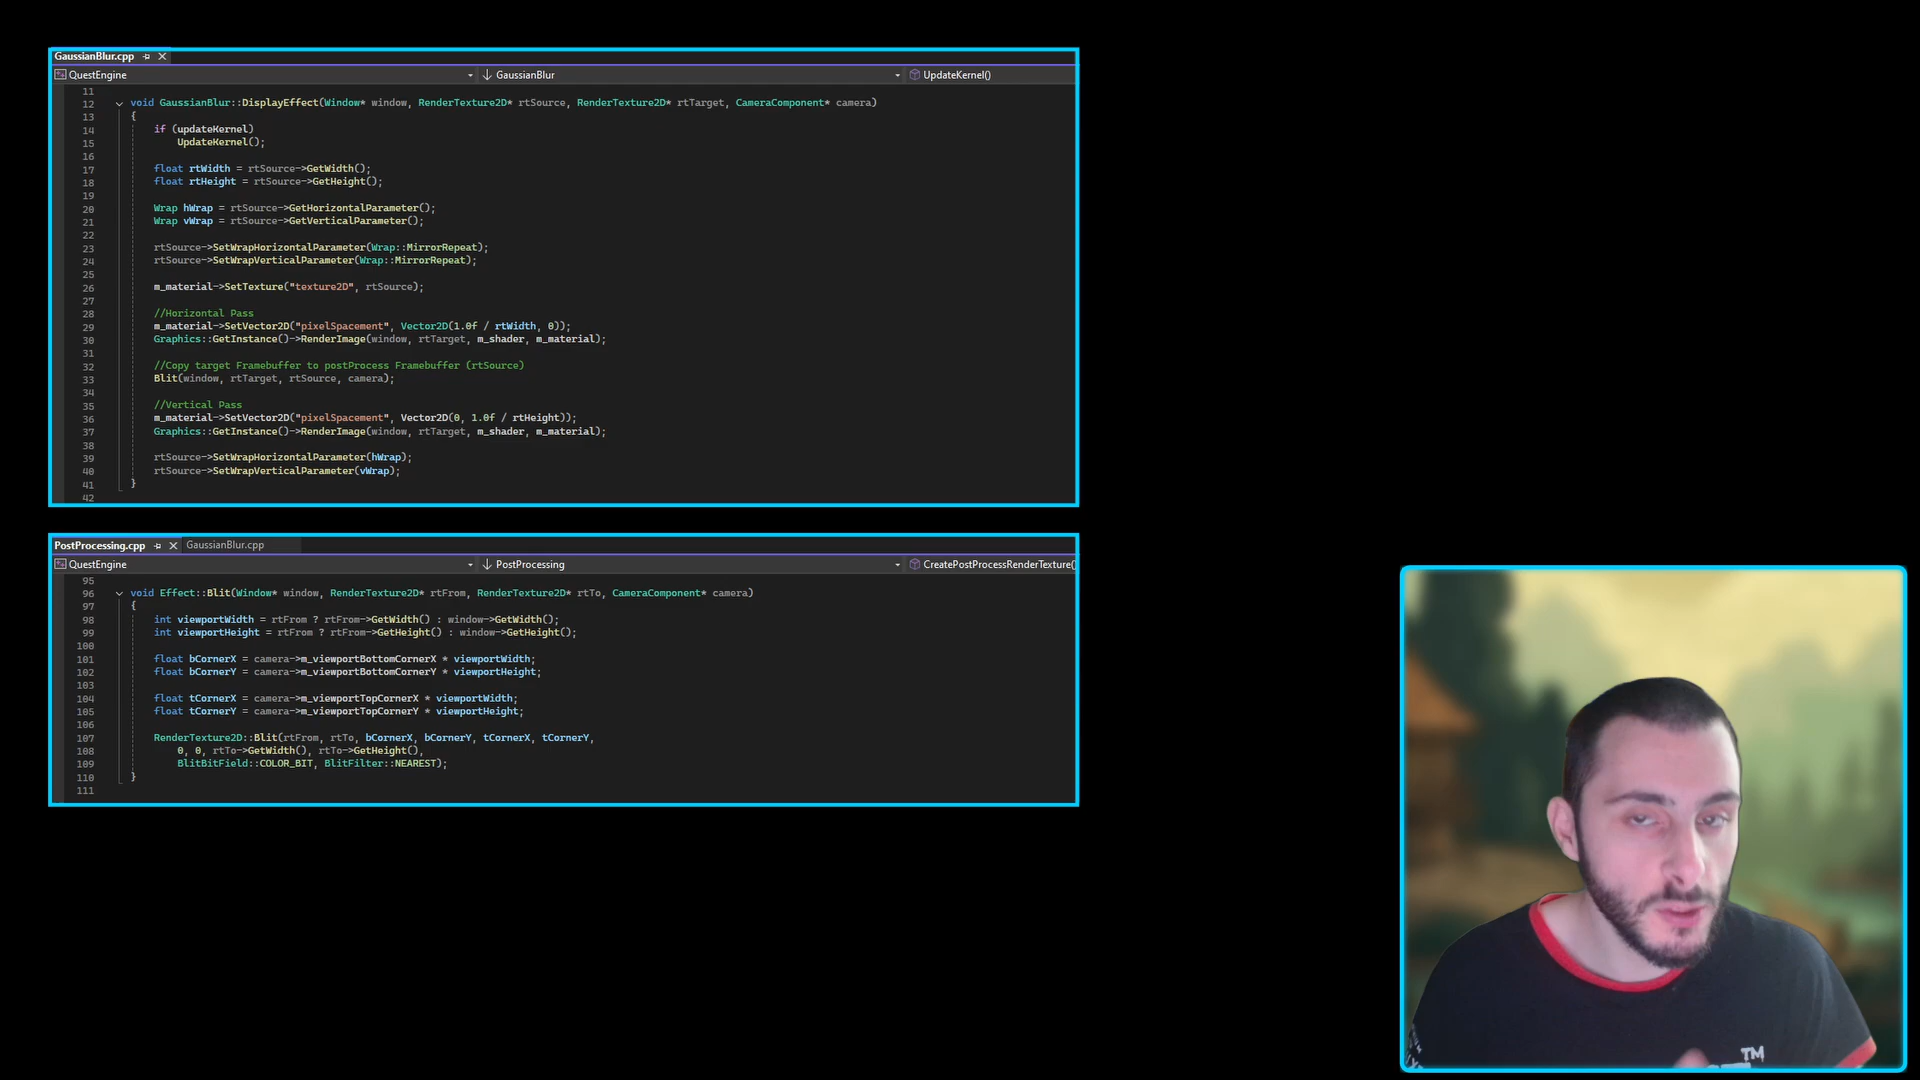 GaussianBlur.cpp
QuestEngine
GaussianBlur
UpdateKernel()
11
12 void GaussianBlur::DisplayEffect(Window* window, RenderTexture2D* rtSource, RenderTexture2D* rtTarget, CameraComponent* camera)
13 {
14 if (updateKernel)
15 UpdateKernel();
16
17 float rtWidth = rtSource->GetWidth();
18 float rtHeight = rtSource->GetHeight();
19
20 Wrap hWrap = rtSource->GetHorizontalParameter();
21 Wrap vWrap = rtSource->GetVerticalParameter();
22
23 rtSource->SetWrapHorizontalParameter(Wrap::MirrorRepeat);
24 rtSource->SetWrapVerticalParameter(Wrap::MirrorRepeat);
25
26 m_material->SetTexture("texture2D", rtSource);
27
28 //Horizontal Pass
29 m_material->SetVector2D("pixelSpacement", Vector2D(1.0f / rtWidth, 0));
30 Graphics::GetInstance()->RenderImage(window, rtTarget, m_shader, m_material);
31
32 //Copy target Framebuffer to postProcess Framebuffer (rtSource)
33 Blit(window, rtTarget, rtSource, camera);
34
35 //Vertical Pass
36 m_material->SetVector2D("pixelSpacement", Vector2D(0, 1.0f / rtHeight));
37 Graphics::GetInstance()->RenderImage(window, rtTarget, m_shader, m_material);
38
39 rtSource->SetWrapHorizontalParameter(hWrap);
40 rtSource->SetWrapVerticalParameter(vWrap);
41 }
42
PostProcessing.cpp
GaussianBlur.cpp
QuestEngine
PostProcessing
CreatePostProcessRenderTexture()
95
96 void Effect::Blit(Window* window, RenderTexture2D* rtFrom, RenderTexture2D* rtTo, CameraComponent* camera)
97 {
98 int viewportWidth = rtFrom ? rtFrom->GetWidth() : window->GetWidth();
99 int viewportHeight = rtFrom ? rtFrom->GetHeight() : window->GetHeight();
100
101 float bCornerX = camera->m_viewportBottomCornerX * viewportWidth;
102 float bCornerY = camera->m_viewportBottomCornerY * viewportHeight;
103
104 float tCornerX = camera->m_viewportTopCornerX * viewportWidth;
105 float tCornerY = camera->m_viewportTopCornerY * viewportHeight;
106
107 RenderTexture2D::Blit(rtFrom, rtTo, bCornerX, bCornerY, tCornerX, tCornerY,
108 0, 0, rtTo->GetWidth(), rtTo->GetHeight(),
109 BlitBitField::COLOR_BIT, BlitFilter::NEAREST);
110 }
111
TM